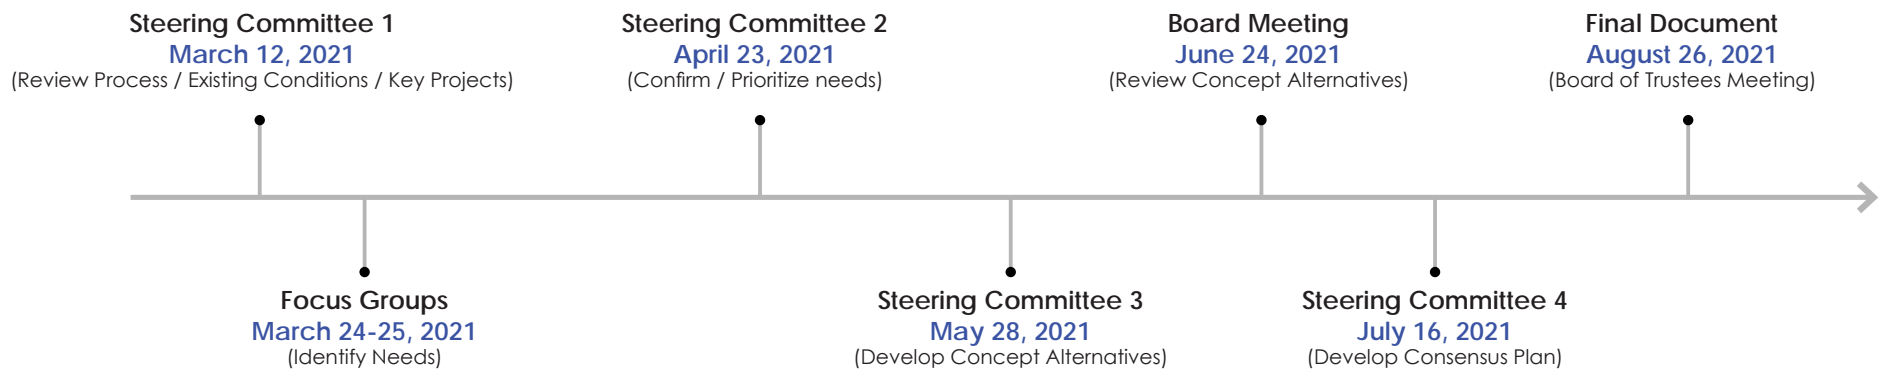 Steering Committee 1
March 12, 2021
(Review Process / Existing Conditions / Key Projects)
Steering Committee 2
April 23, 2021
(Confirm / Prioritize needs)
Board Meeting
June 24, 2021
(Review Concept Alternatives)
Final Document
August 26, 2021
(Board of Trustees Meeting)
Focus Groups
March 24-25, 2021
(Identify Needs)
Steering Committee 3
May 28, 2021
(Develop Concept Alternatives)
Steering Committee 4
July 16, 2021
(Develop Consensus Plan)